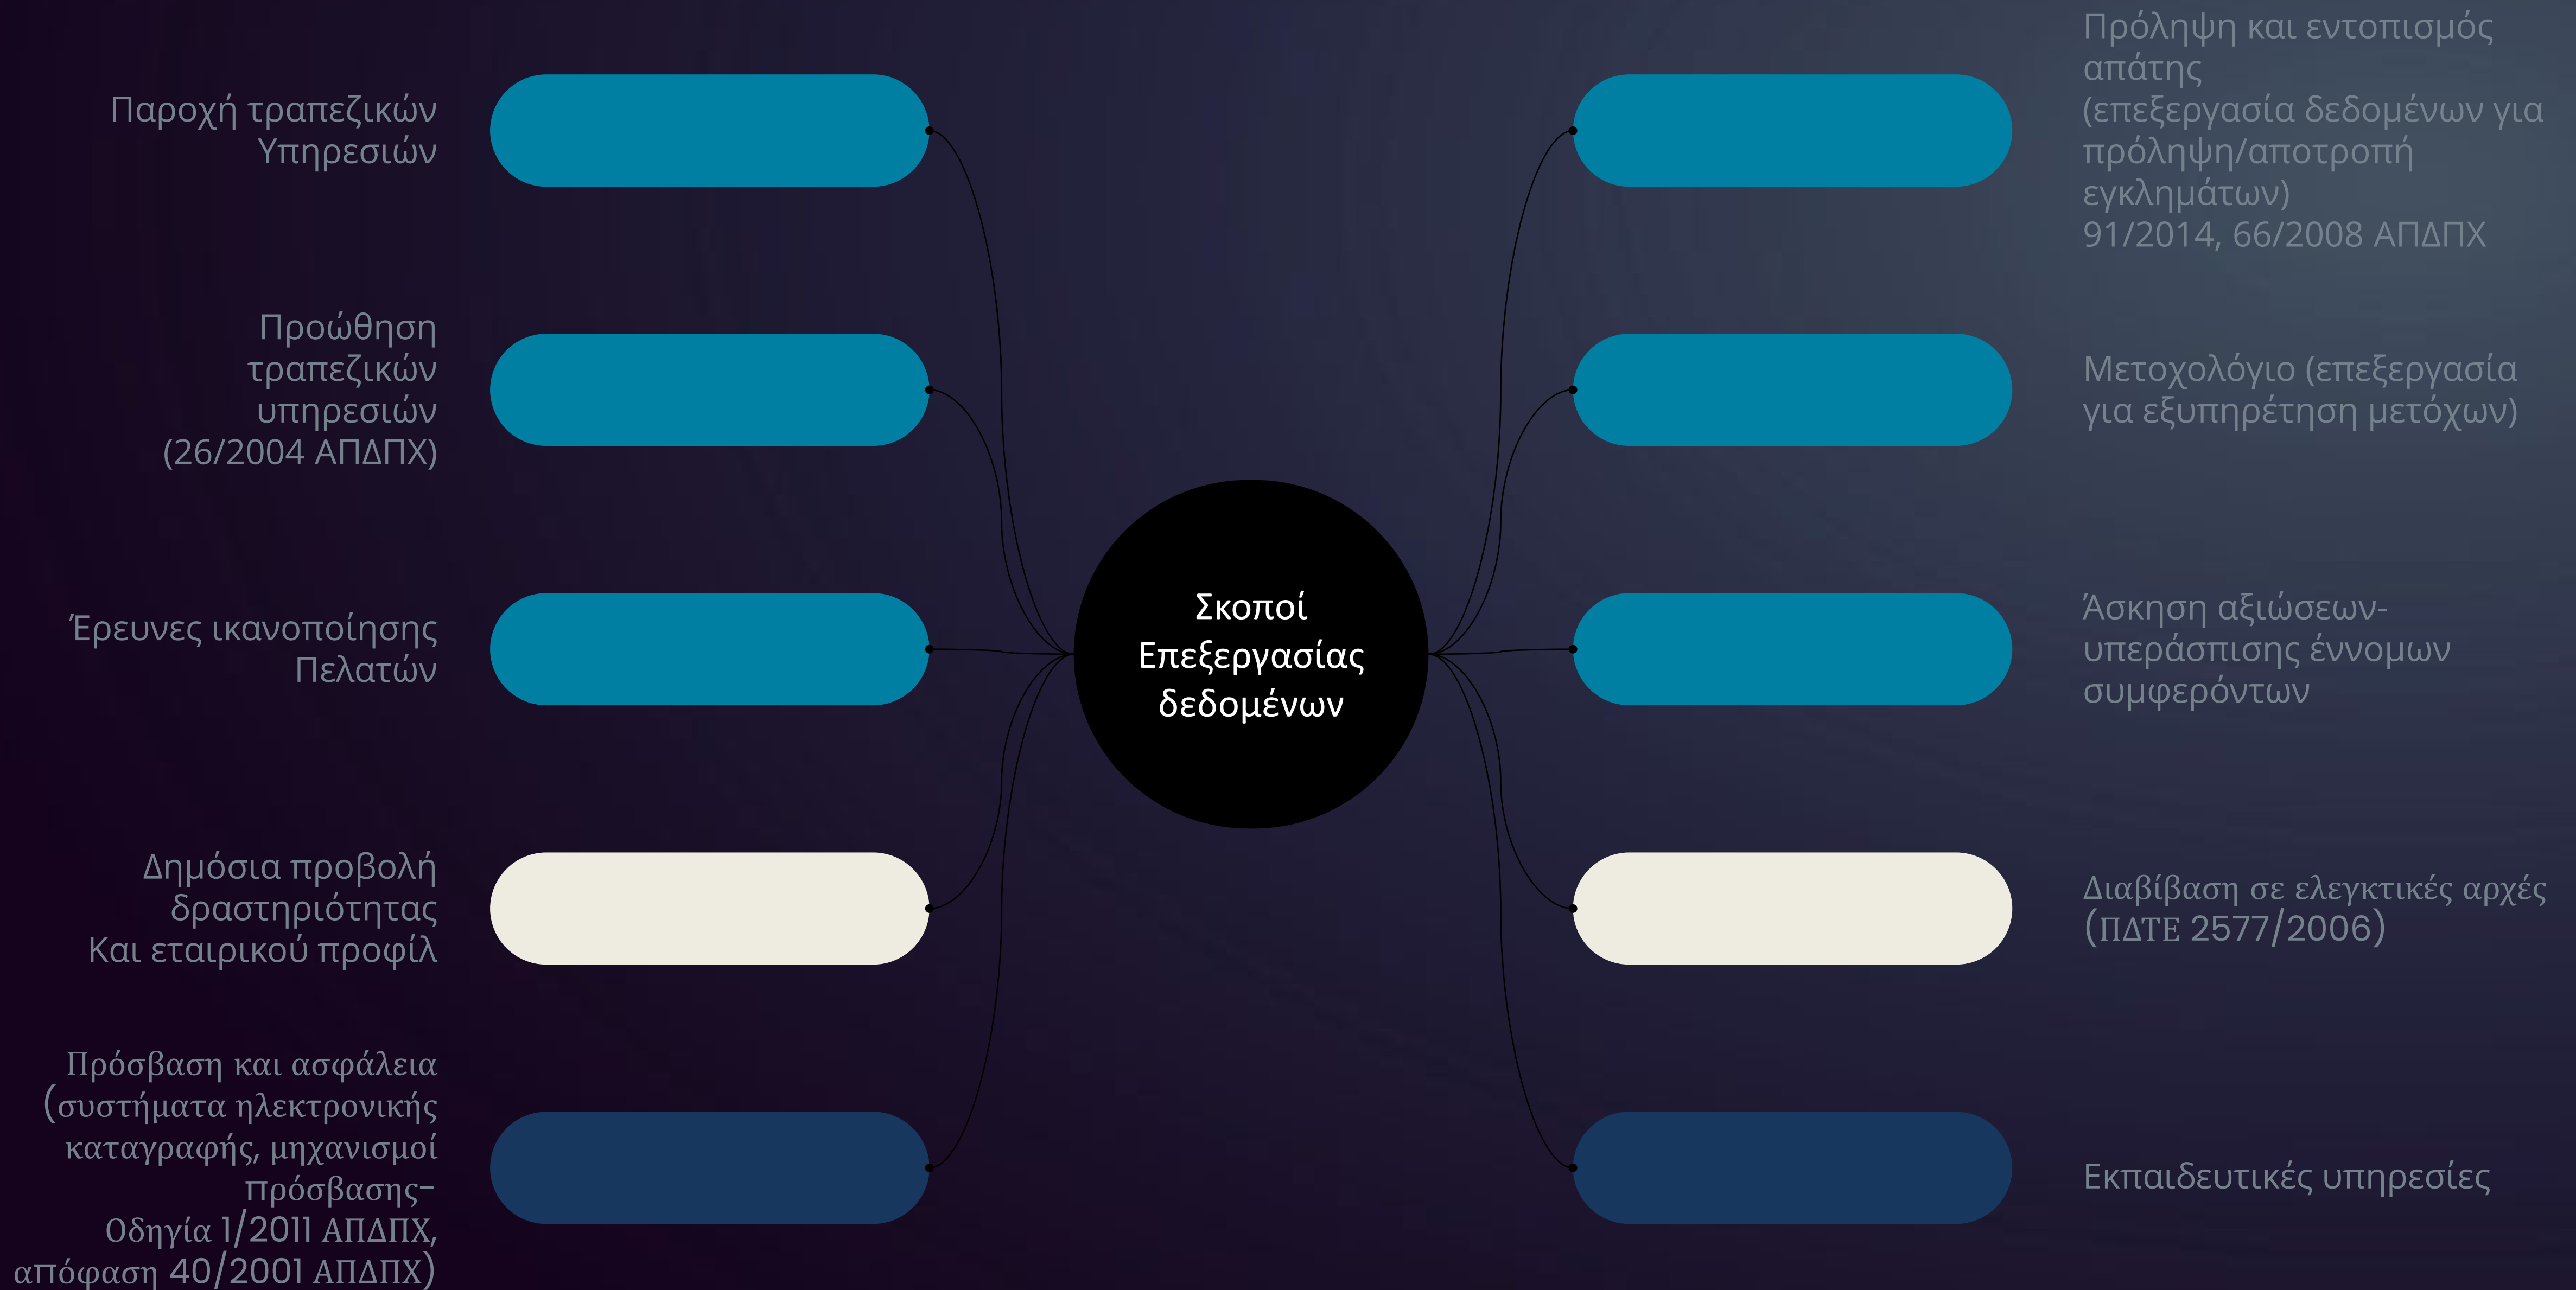 Παροχή τραπεζικών
Υπηρεσιών
Προώθηση
τραπεζικών
υπηρεσιών
(26/2004 ΑΠΔΠΧ)
Έρευνες ικανοποίησης
Πελατών
Δημόσια προβολή
δραστηριότητας
Και εταιρικού προφίλ
Πρόσβαση και ασφάλεια
(συστήματα ηλεκτρονικής
καταγραφής, μηχανισμοί
πρόσβασης–
Οδηγία 1/2011 ΑΠΔΠΧ,
απόφαση 40/2001 ΑΠΔΠΧ)
Σκοποί
Επεξεργασίας
δεδομένων
Πρόληψη και εντοπισμός
απάτης
(επεξεργασία δεδομένων για
πρόληψη/αποτροπή
εγκλημάτων)
91/2014, 66/2008 ΑΠΔΠΧ
Μετοχολόγιο (επεξεργασία
για εξυπηρέτηση μετόχων)
Άσκηση αξιώσεων-
υπεράσπισης έννομων
συμφερόντων
Διαβίβαση σε ελεγκτικές αρχές
(ΠΔΤΕ 2577/2006)
Εκπαιδευτικές υπηρεσίες